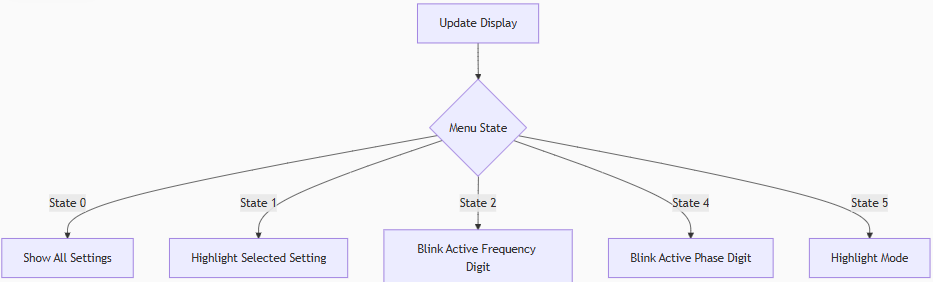 Update Display
Menu State
State 0
State 1
State 2
State 4
State 5
Show All Settings
Highlight Selected Setting
Blink Active Frequency
Digit
Blink Active Phase Digit
Highlight Mode